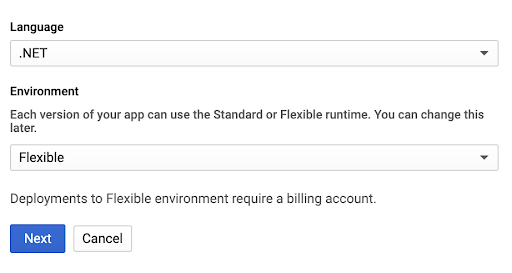 Language
.NET
Environment
Each version of your app can use the Standard or Flexible runtime. You can change this
later.
Flexible
Deployments to Flexible environment require a billing account.
Next Cancel